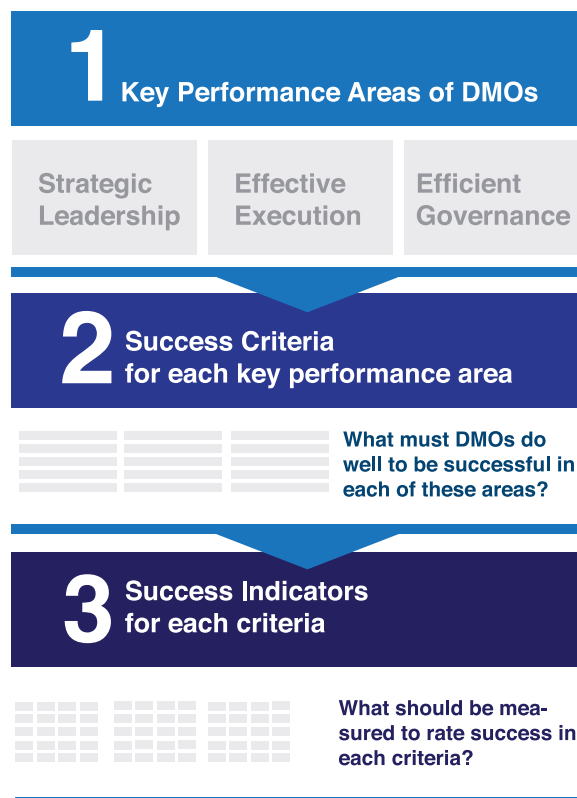 1 Key Performance Areas of DMOs
Strategic
Leadership
Effective
Execution
Efficient
Governance
2 Success Criteria
for each key performance area
What must DMOs do
well to be successful in
each of these areas?
3 Success Indicators
for each criteria
What should be mea-
sured to rate success in
each criteria?